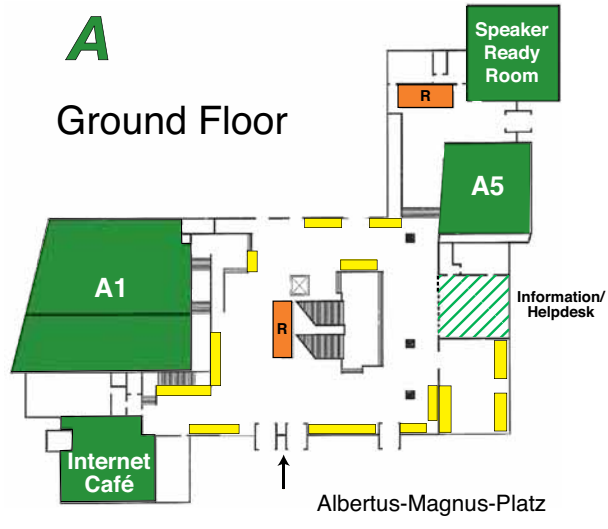 A
Ground Floor
Speaker
Ready
Room
R
A5
A1
Information/
Helpdesk
R
Internet
Café
Albertus-Magnus-Platz